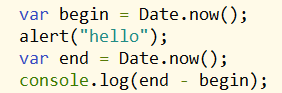 var begin = Date.now();
alert("hello");
var end = Date.now();
console.log(end - begin);